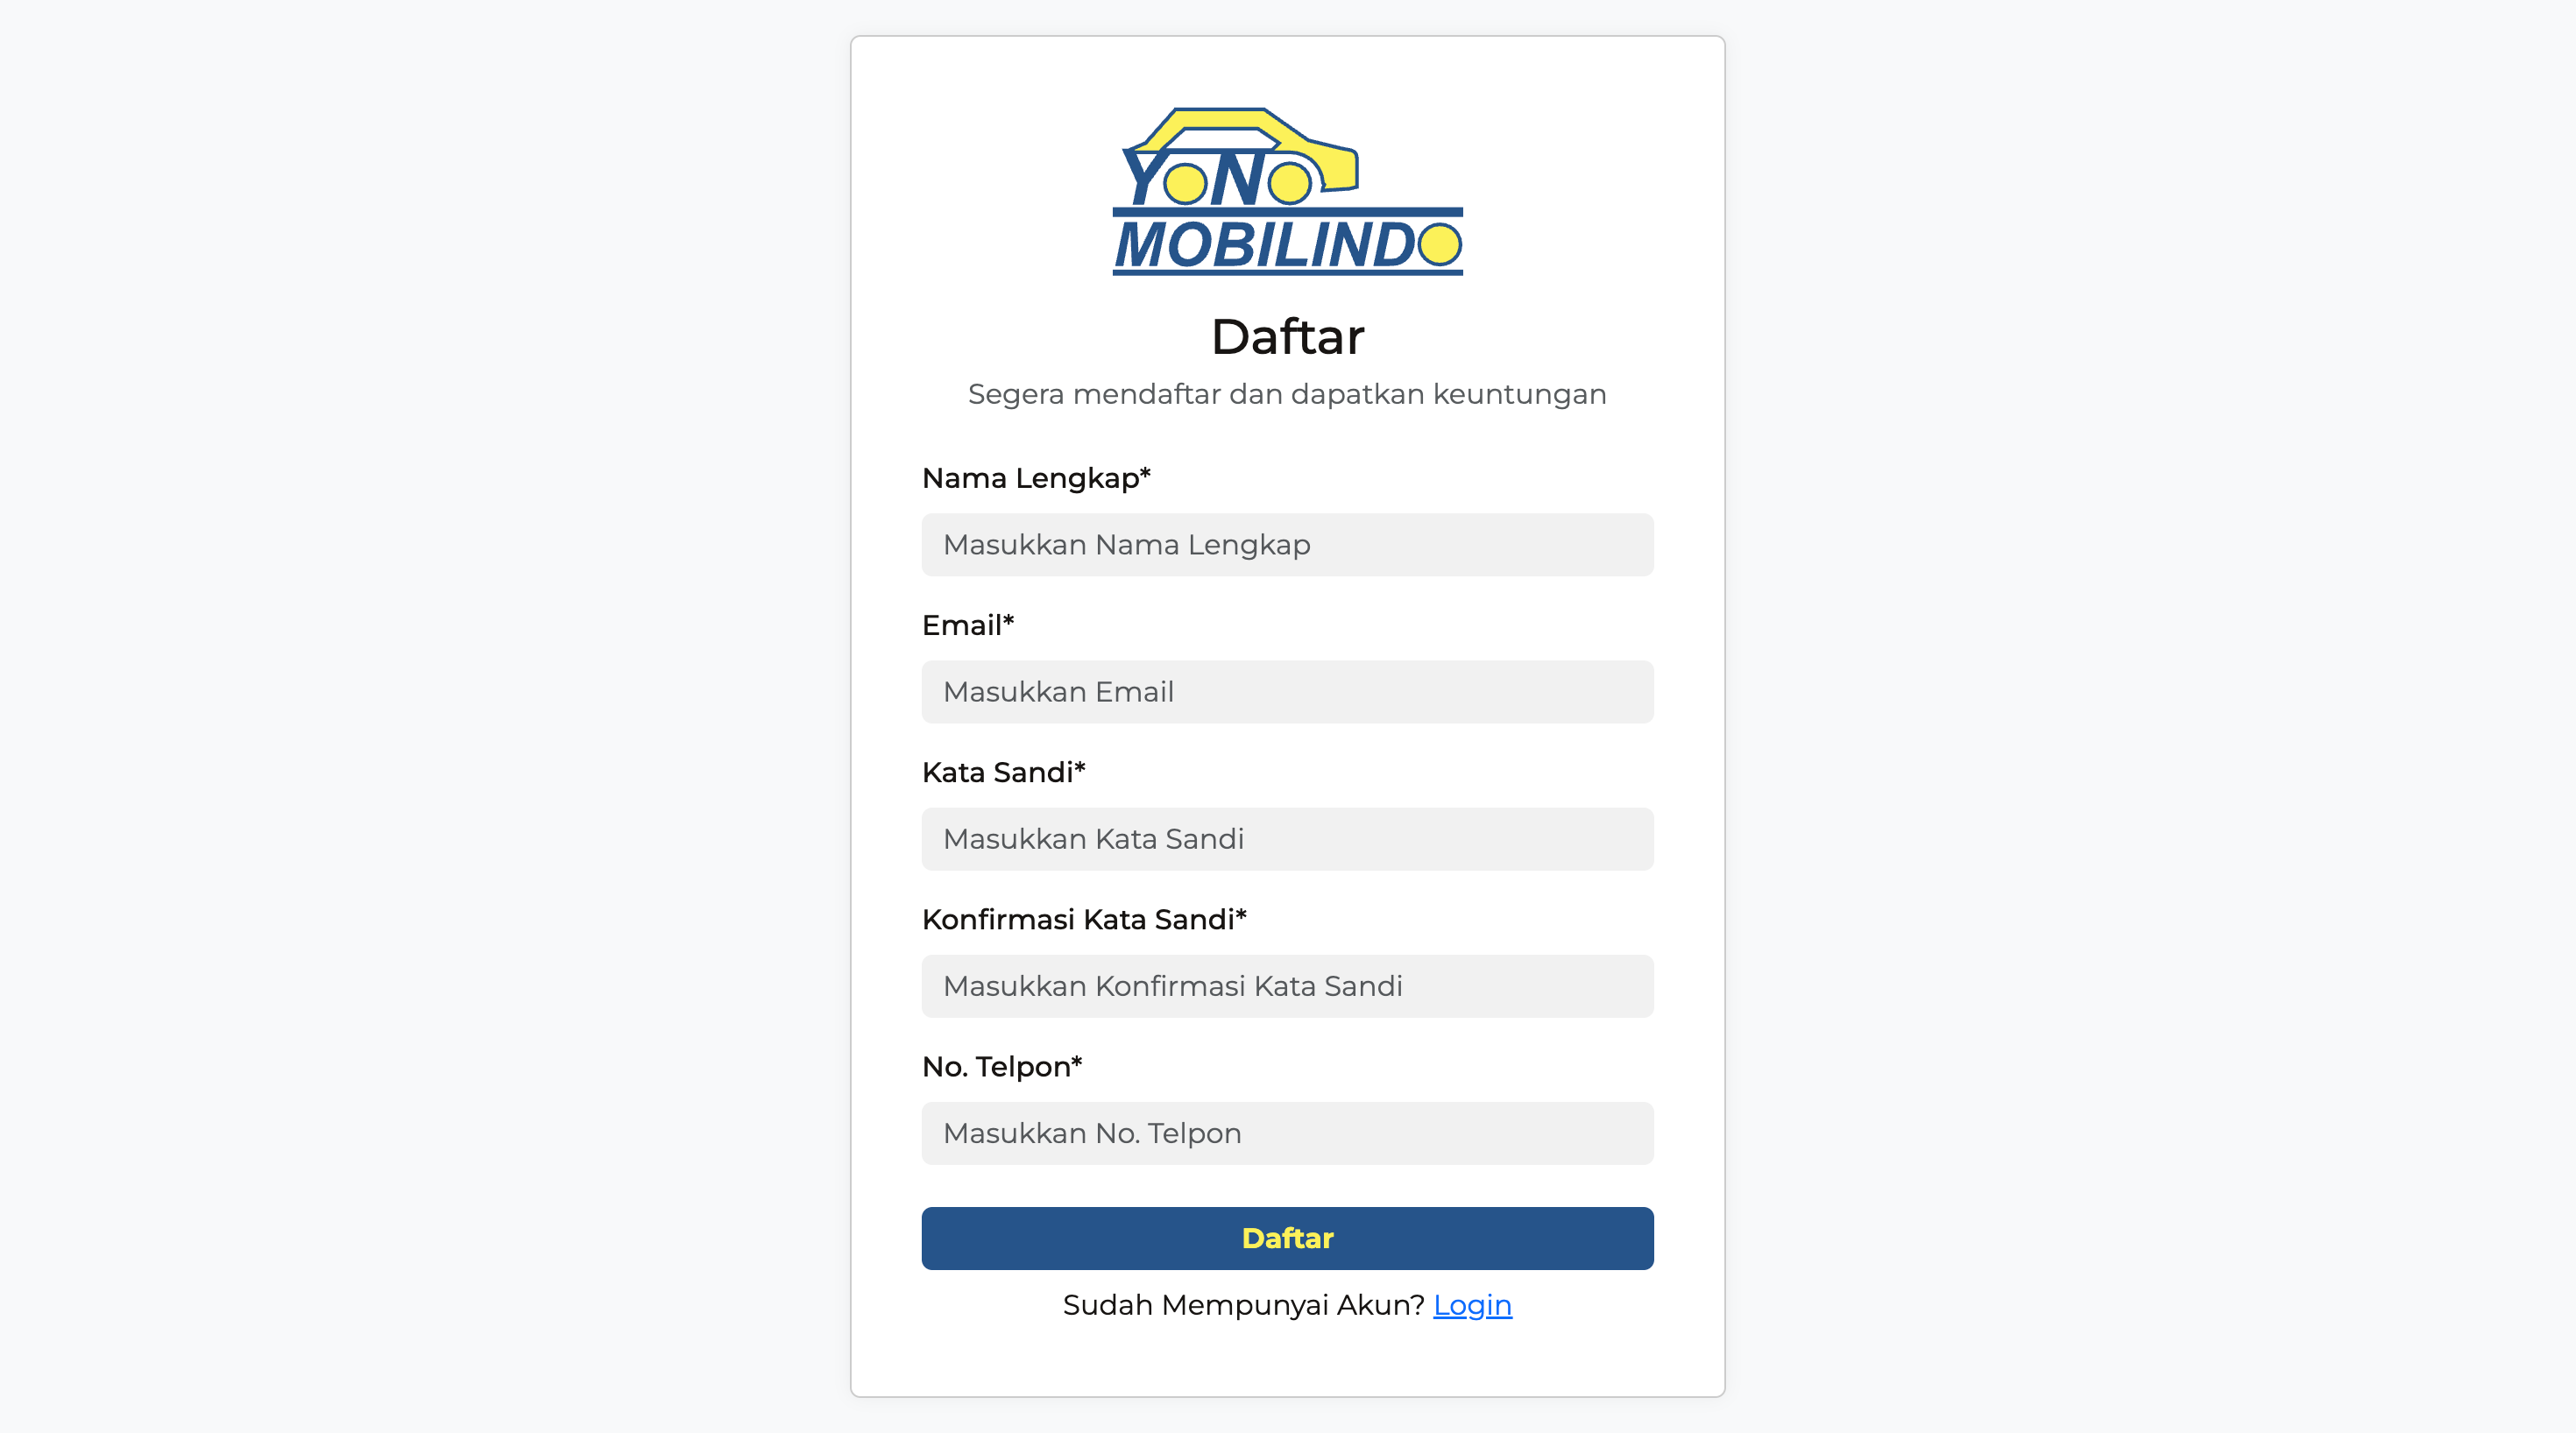 YONO
MOBILINDO
Daftar
Segera mendaftar dan dapatkan keuntungan
Nama Lengkap*
Masukkan Nama Lengkap
Email*
Masukkan Email
Kata Sandi*
Masukkan Kata Sandi
Konfirmasi Kata Sandi*
Masukkan Konfirmasi Kata Sandi
No. Telpon*
Masukkan No. Telpon
Daftar
Sudah Mempunyai Akun? Login